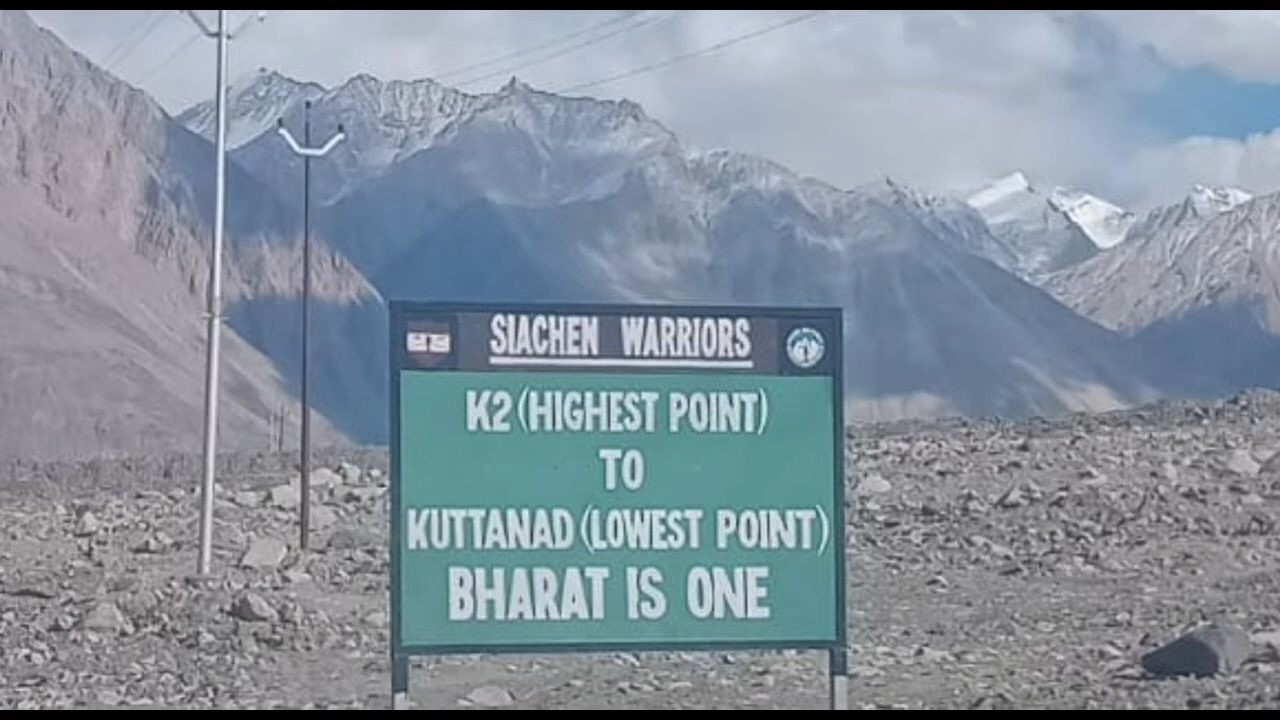 SIACHEN WARRIORS
K2 (HIGHEST POINT)
TO
KUTTANAD (LOWEST POINT)
BHARAT IS ONE